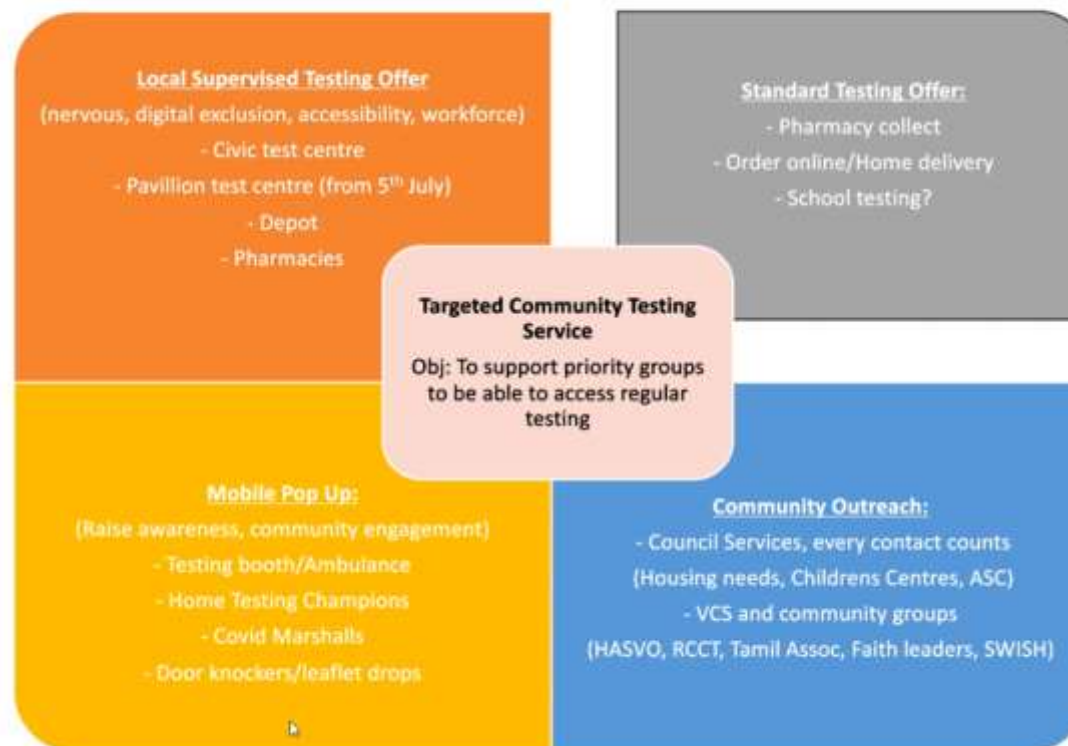 Local Supervised Testing Offer
(nervous, digital exclusion, accessibility, workforce)
- Civic test centre
- Pavillion test centre (from 5th July)
- Depot
- Pharmacies
Standard Testing Offer:
- Pharmacy collect
- Order online/Home delivery
- School testing?
Targeted Community Testing
Service
Obj: To support priority groups
to be able to access regular
testing
Mobile Pop Up:
(Raise awareness, community engagement)
- Testing booth/Ambulance
- Home Testing Champions
- Covid Marshalls
- Door knockers/leaflet drops
Community Outreach:
- Council Services, every contact counts
(Housing needs, Childrens Centres, ASC)
- VCS and community groups
(HASVO, RCCT, Tamil Assoc, Faith leaders, SWISH)